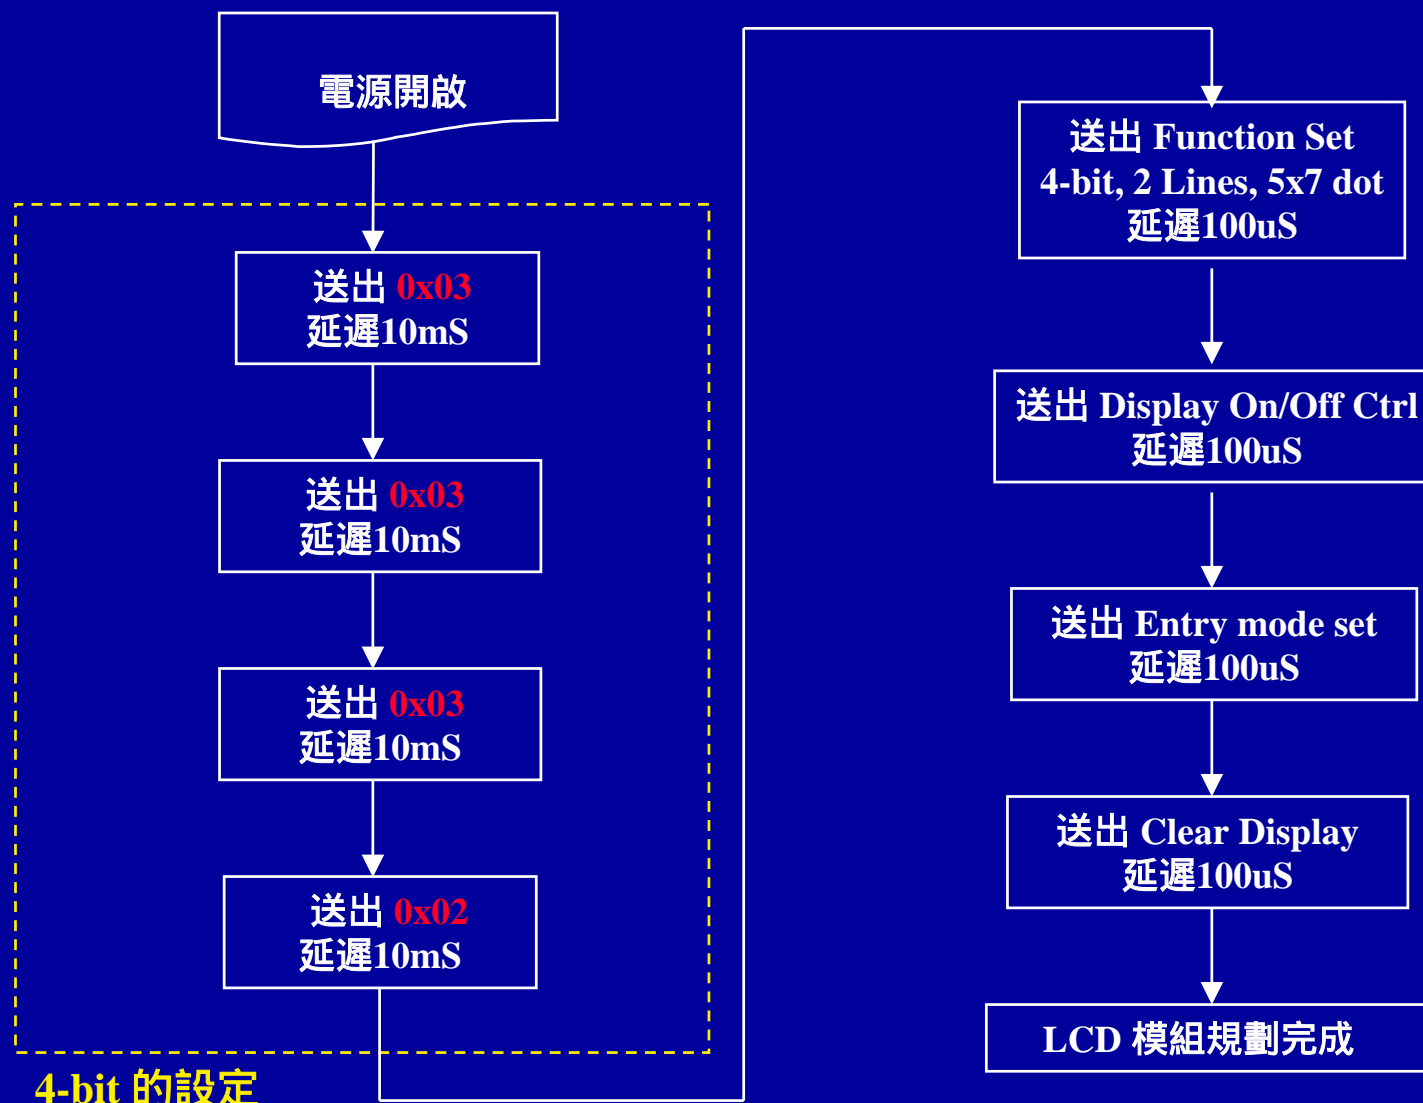 電源開啟
送出 0x03
延遲10mS
送出 0x03
延遲10mS
送出 0x03
延遲10mS
送出 0x02
延遲10mS
4-bit 的設定
送出 Function Set
4-bit, 2 Lines, 5x7 dot
延遲100uS
送出 Display On/Off Ctrl
延遲100uS
送出 Entry mode set
延遲100uS
送出 Clear Display
延遲100uS
LCD 模組規劃完成